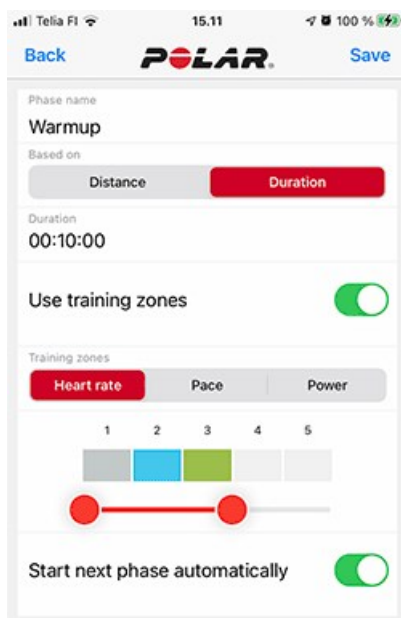 Telia FI 15.11 100 %
Back POLAR. Save
Phase name
Warmup
Based on
Distance Duration
Duration
00:10:00
Use training zones
Training zones
Heart rate Pace Power
1 2 3 4 5
Start next phase automatically